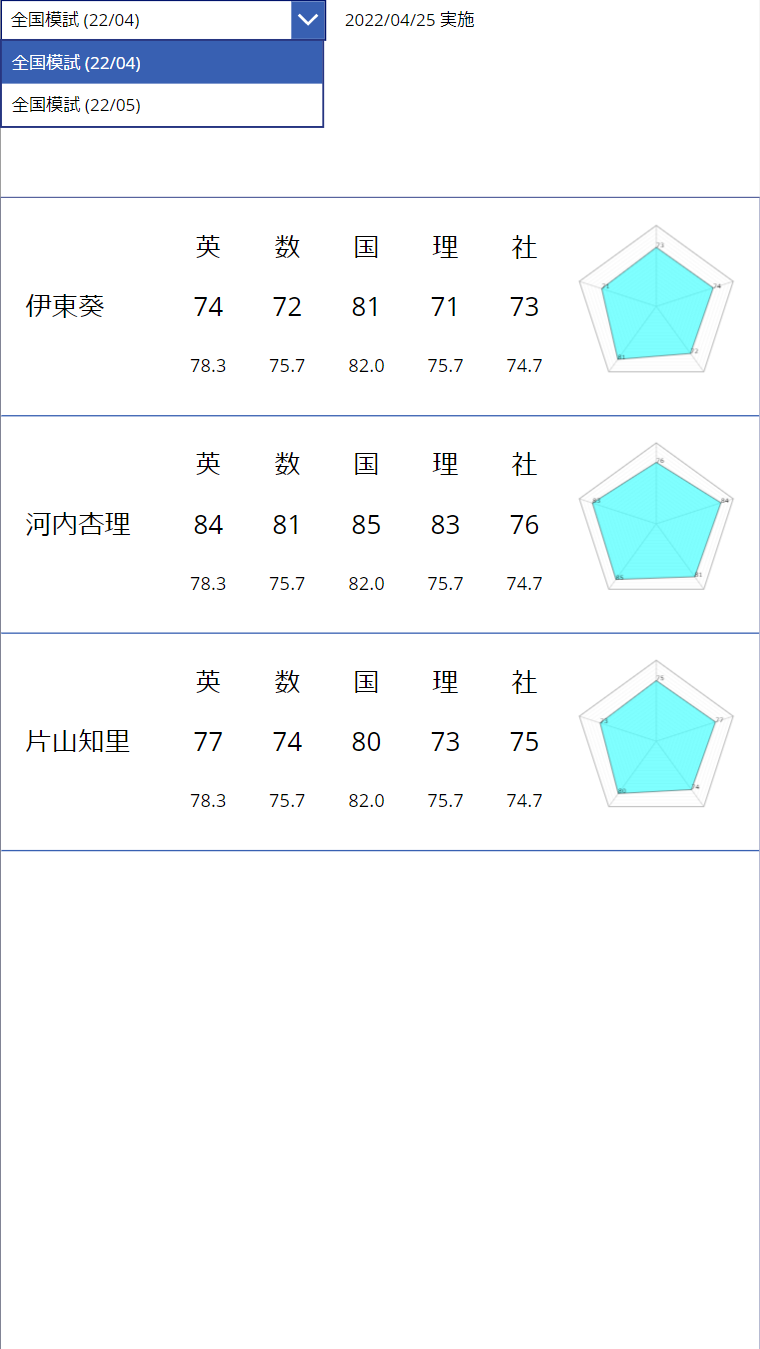 全国模試 (22/04) 2022/04/25 実施
全国模試 (22/04)
全国模試 (22/05)
英 数 国 理 社
伊東葵 74 72 81 71 73
78.3 75.7 82.0 75.7 74.7
73
71 74
81 72
英 数 国 理 社
河内杏理 84 81 85 83 76
78.3 75.7 82.0 75.7 74.7
76
83 84
85 81
英 数 国 理 社
片山知里 77 74 80 73 75
78.3 75.7 82.0 75.7 74.7
75
73 77
80 74